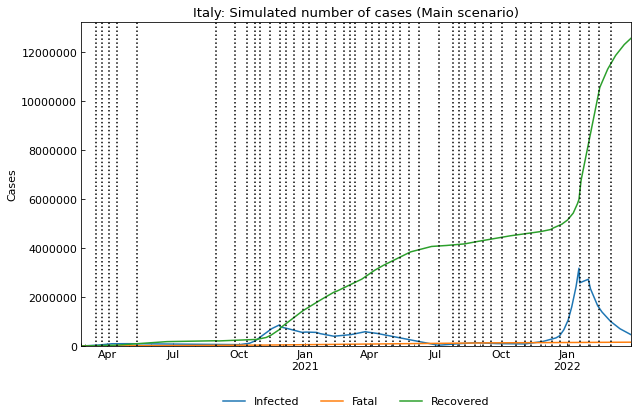 Italy: Simulated number of cases (Main scenario)
12000000
10000000
8000000
6000000
4000000
2000000
0
Cases
Apr Jul Oct Jan Apr Jul Oct Jan
2021 2022
Infected Fatal Recovered